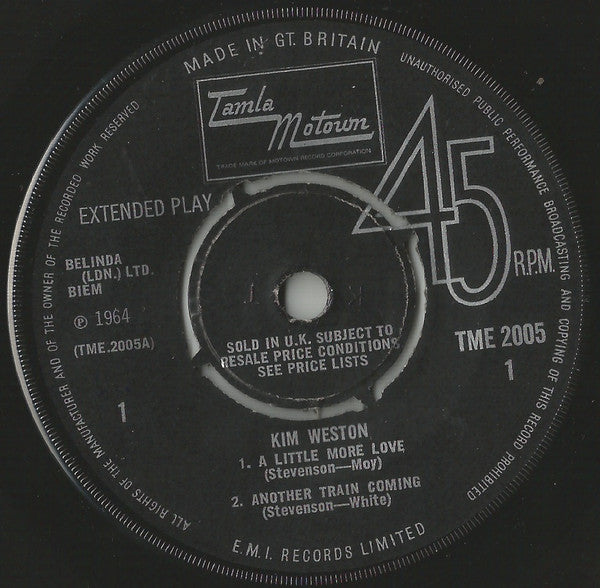 MADE IN GT. BRITAIN
UNAUTHORISED PUBLIC PERFORMANCE BROADCASTING AND COPYING OF THIS RECORD PROHIBITED
ALL RIGHTS OF THE MANUFACTURER AND OF THE OWNER OF THE RECORDED WORK RESERVED
Tamla
Motown
TRADE MARK OF MOTOWN RECORD CORPORATION
45
R.P.M.
EXTENDED PLAY
BELINDA
(LDN.) LTD.
BIEM
℗ 1964
(TME.2005A)
1
K T
SOLD IN U.K. SUBJECT TO
RESALE PRICE CONDITIONS,
SEE PRICE LISTS
TME 2005
1
KIM WESTON
1. A LITTLE MORE LOVE
(Stevenson—Moy)
2. ANOTHER TRAIN COMING
(Stevenson—White)
E.M.I. RECORDS LIMITED